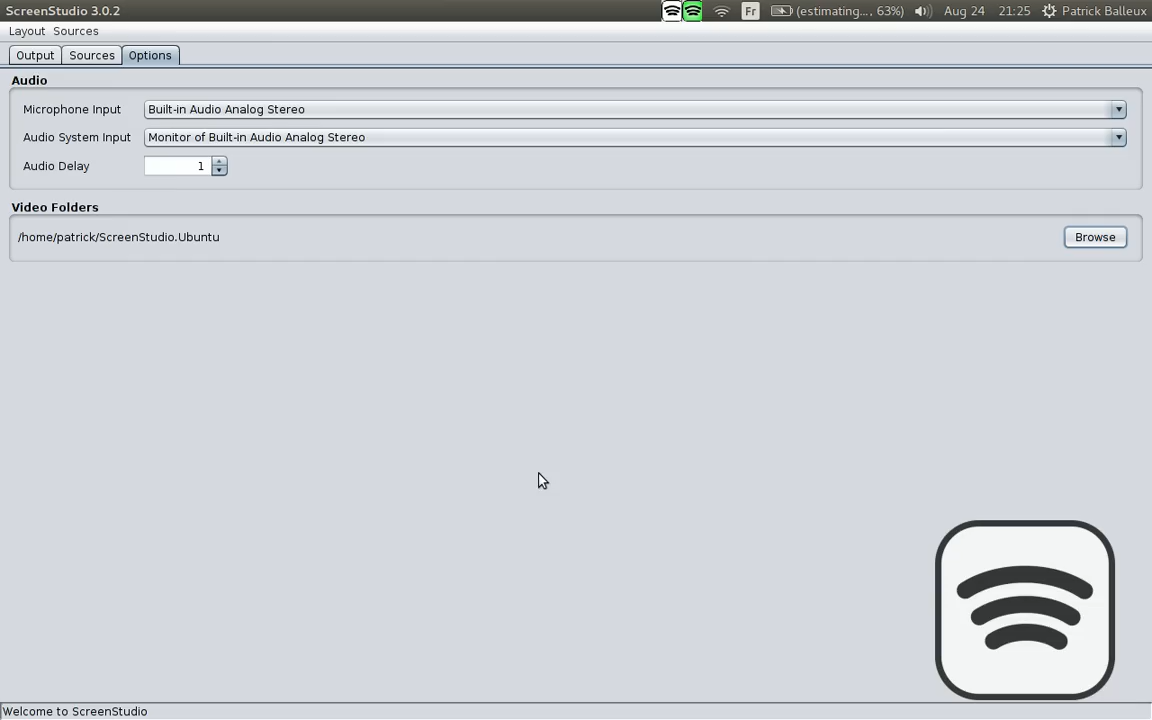 ScreenStudio 3.0.2 Fr (estimating..., 63%) Aug 24 21:25 Patrick Balleux
Layout Sources
Output Sources Options
Audio
Microphone Input Built-in Audio Analog Stereo
Audio System Input Monitor of Built-in Audio Analog Stereo
Audio Delay 1
Video Folders
/home/patrick/ScreenStudio.Ubuntu Browse
Welcome to ScreenStudio